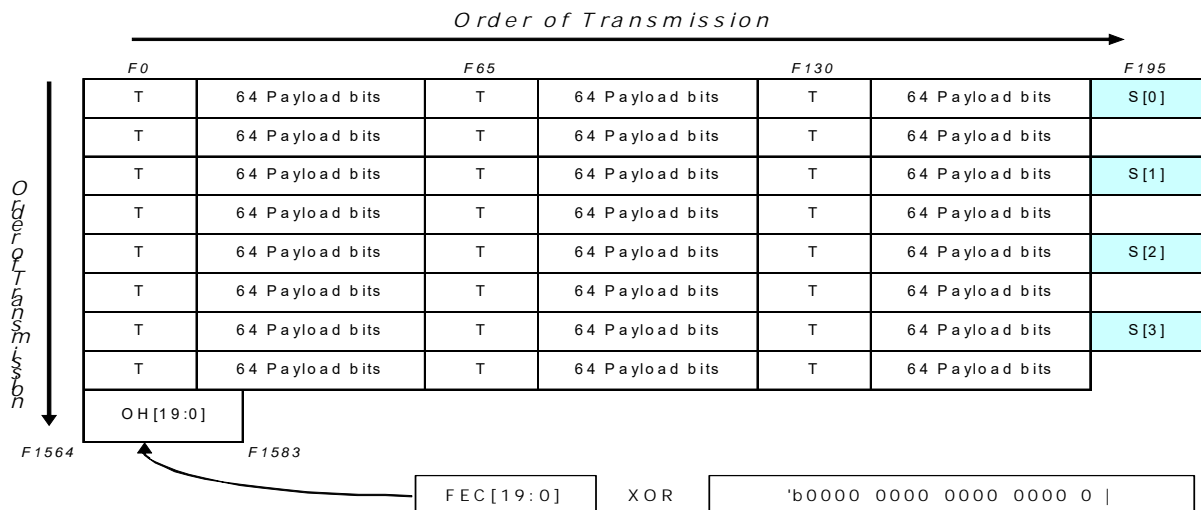 Order of Transmission
F0 F65 F130 F195
T 64 Payload bits T 64 Payload bits T 64 Payload bits S[0]
T 64 Payload bits T 64 Payload bits T 64 Payload bits
T 64 Payload bits T 64 Payload bits T 64 Payload bits S[1]
T 64 Payload bits T 64 Payload bits T 64 Payload bits
T 64 Payload bits T 64 Payload bits T 64 Payload bits S[2]
T 64 Payload bits T 64 Payload bits T 64 Payload bits
T 64 Payload bits T 64 Payload bits T 64 Payload bits S[3]
T 64 Payload bits T 64 Payload bits T 64 Payload bits
Order of Transmission
OH[19:0]
F1564 F1583
FEC[19:0] XOR 'b0000 0000 0000 0000 0 |